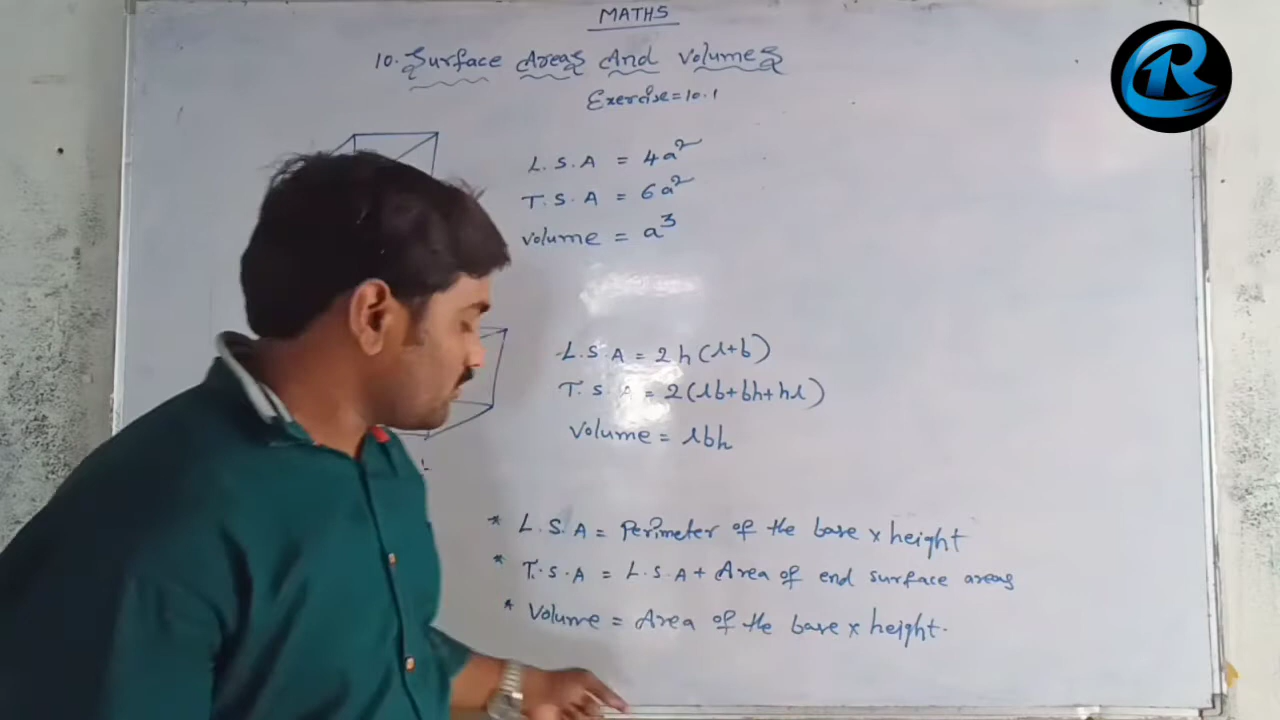 MATHS
10. Surface Areas And Volumes
Exercise = 10.1
L.S.A = 4a²
T.S.A = 6a²
Volume = a³
L.S.A = 2h(l+b)
T.S.A = 2(lb+bh+hl)
Volume = lbh
* L.S.A = Perimeter of the base x height
* T.S.A = L.S.A + Area of end surface areas
* Volume = Area of the base x height.